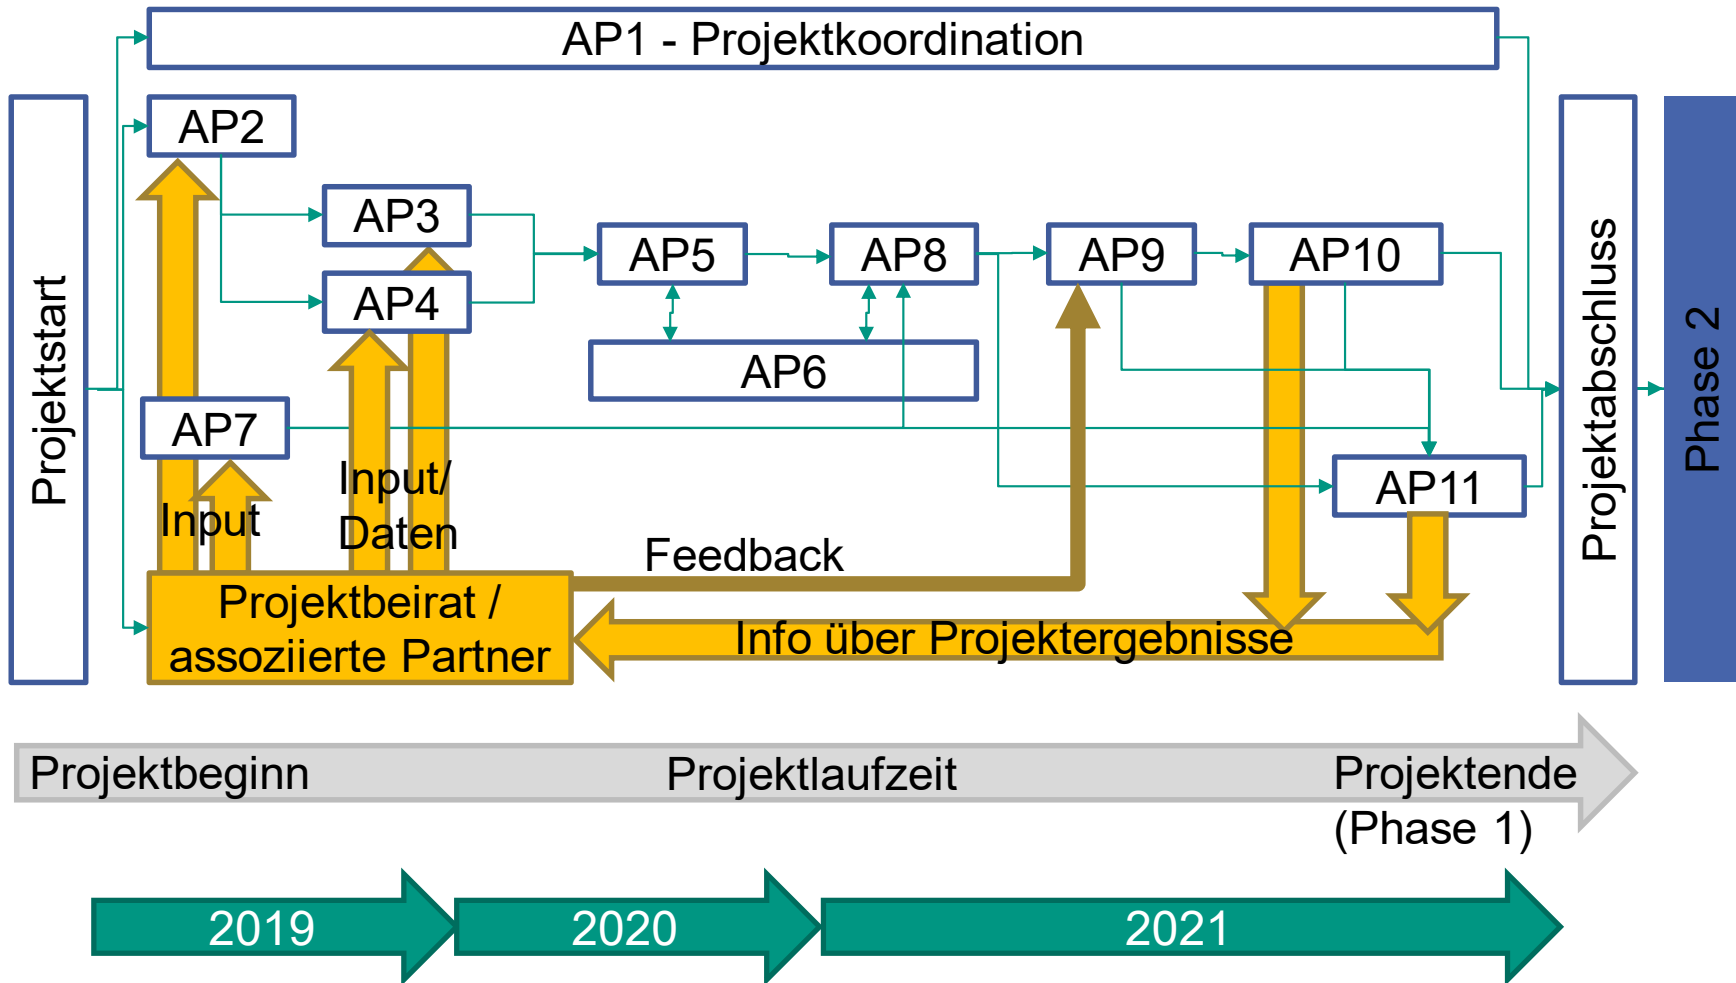 AP1 - Projektkoordination
Projektstart
AP2
AP3
AP4
AP5
AP8
AP9
AP10
AP6
AP7
AP11
Input
Input/
Daten
Feedback
Projektbeirat /
assoziierte Partner
Info über Projektergebnisse
Projektabschluss
Phase 2
Projektbeginn
Projektlaufzeit
Projektende
(Phase 1)
2019
2020
2021